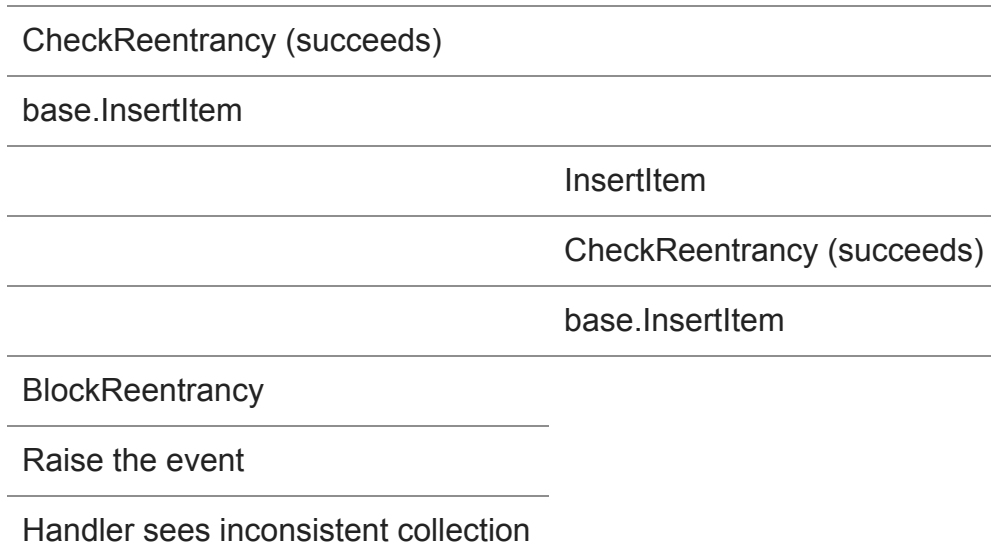 CheckReentrancy (succeeds)
base.InsertItem
InsertItem
CheckReentrancy (succeeds)
base.InsertItem
BlockReentrancy
Raise the event
Handler sees inconsistent collection